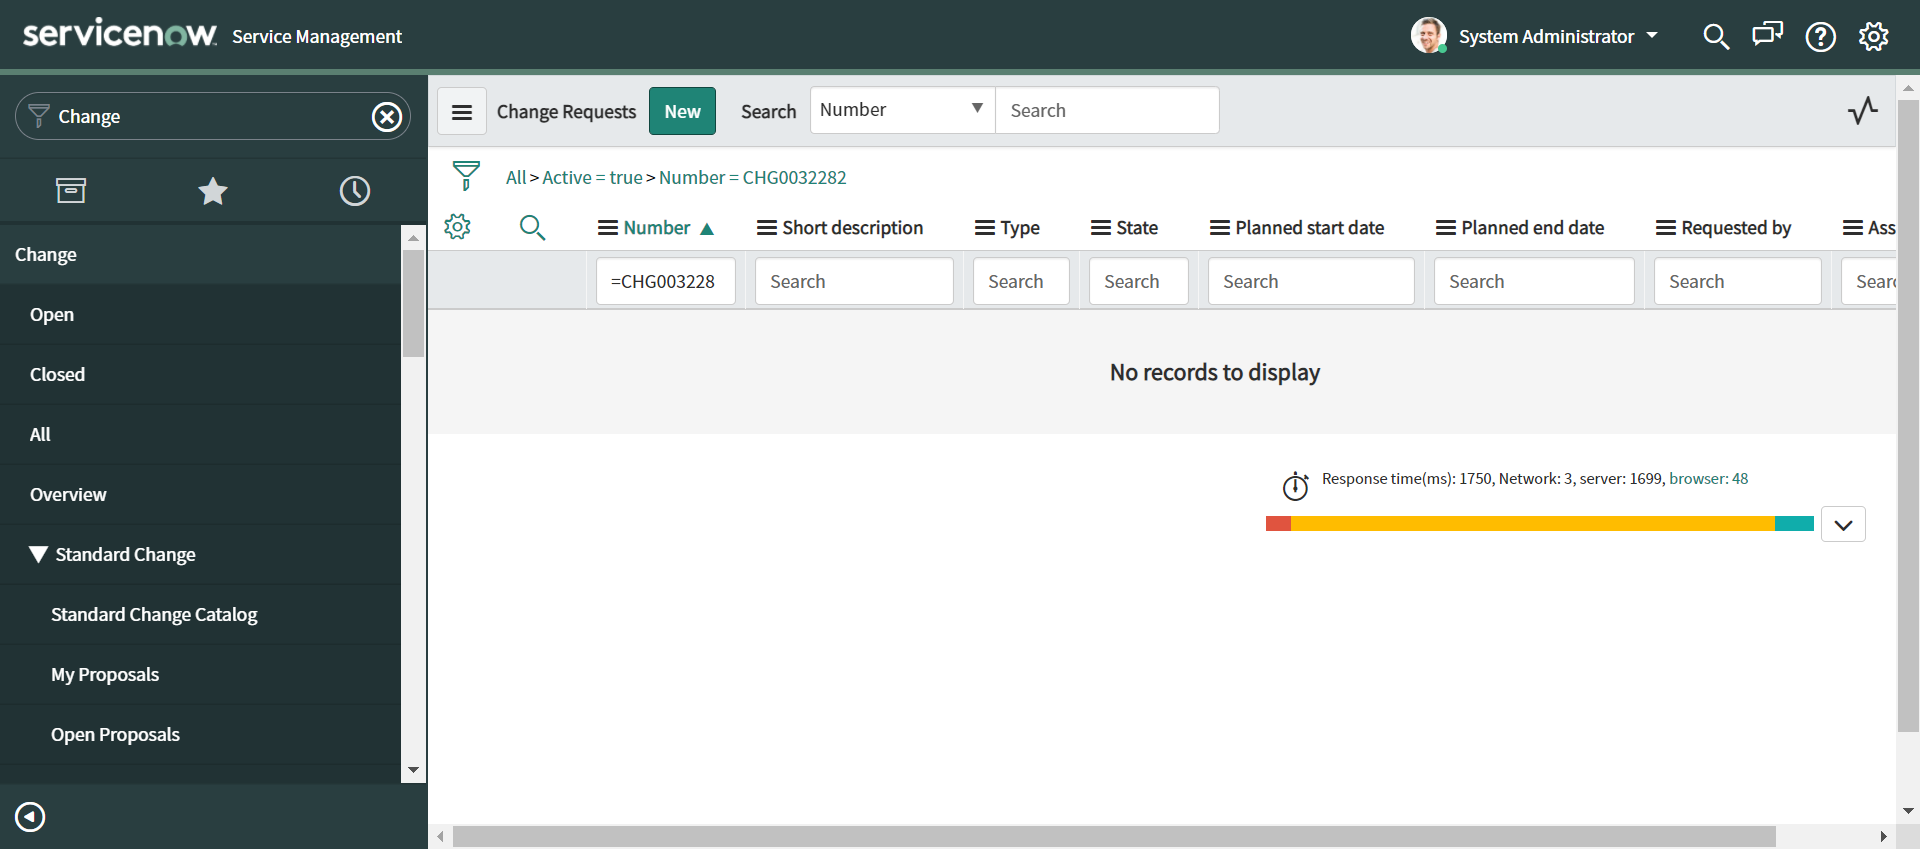 servicenow Service Management
System Administrator
Change
Change Requests New Search Number Search
All > Active = true > Number = CHG0032282
Number Short description Type State Planned start date Planned end date Requested by Ass
=CHG003228 Search Search Search Search Search Search Searc
No records to display
Response time(ms): 1750, Network: 3, server: 1699, browser: 48
Change
Open
Closed
All
Overview
Standard Change
Standard Change Catalog
My Proposals
Open Proposals